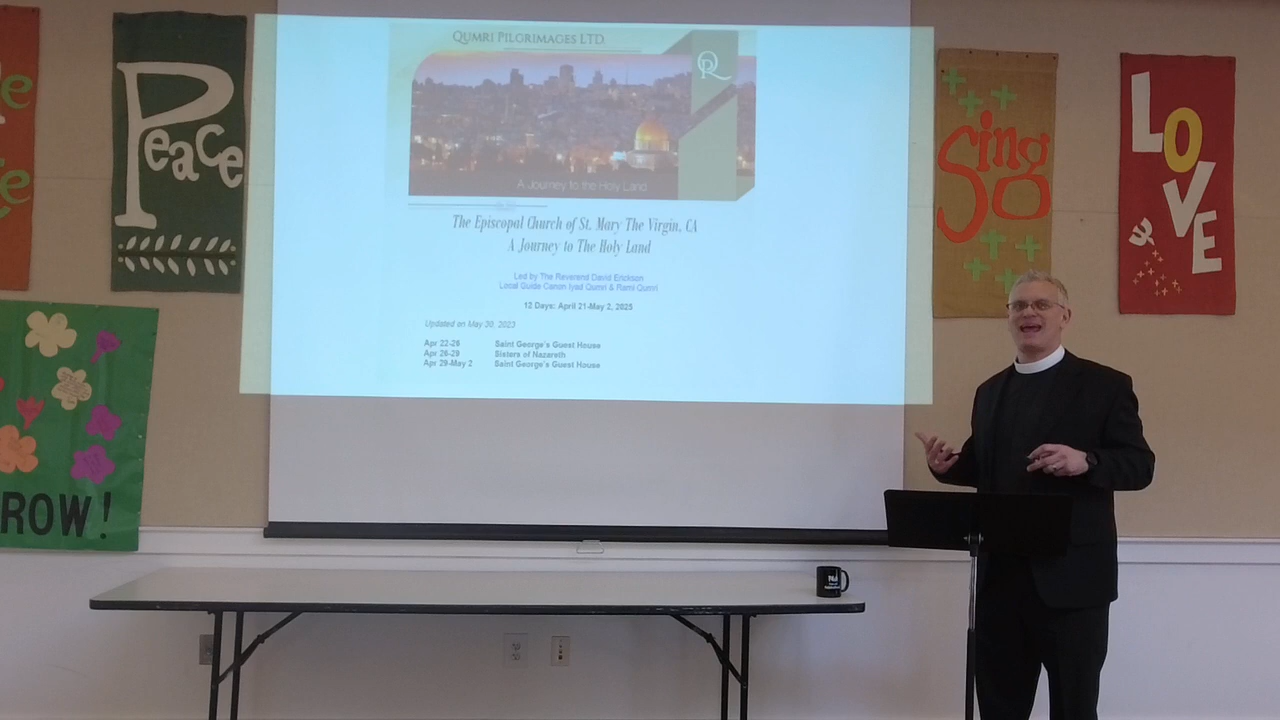 Peace
ROW!
QUMRI PILGRIMAGES LTD.
QR
A Journey to the Holy Land
The Episcopal Church of St. Mary The Virgin, CA
A Journey to The Holy Land
Led by The Reverend David Erickson
Local Guide Canon Iyad Qumri & Rami Qumri
12 Days: April 21-May 2, 2025
Updated on May 30, 2023
Apr 22-26 Saint George's Guest House
Apr 26-29 Sisters of Nazareth
Apr 29-May 2 Saint George's Guest House
Sing
LOVE